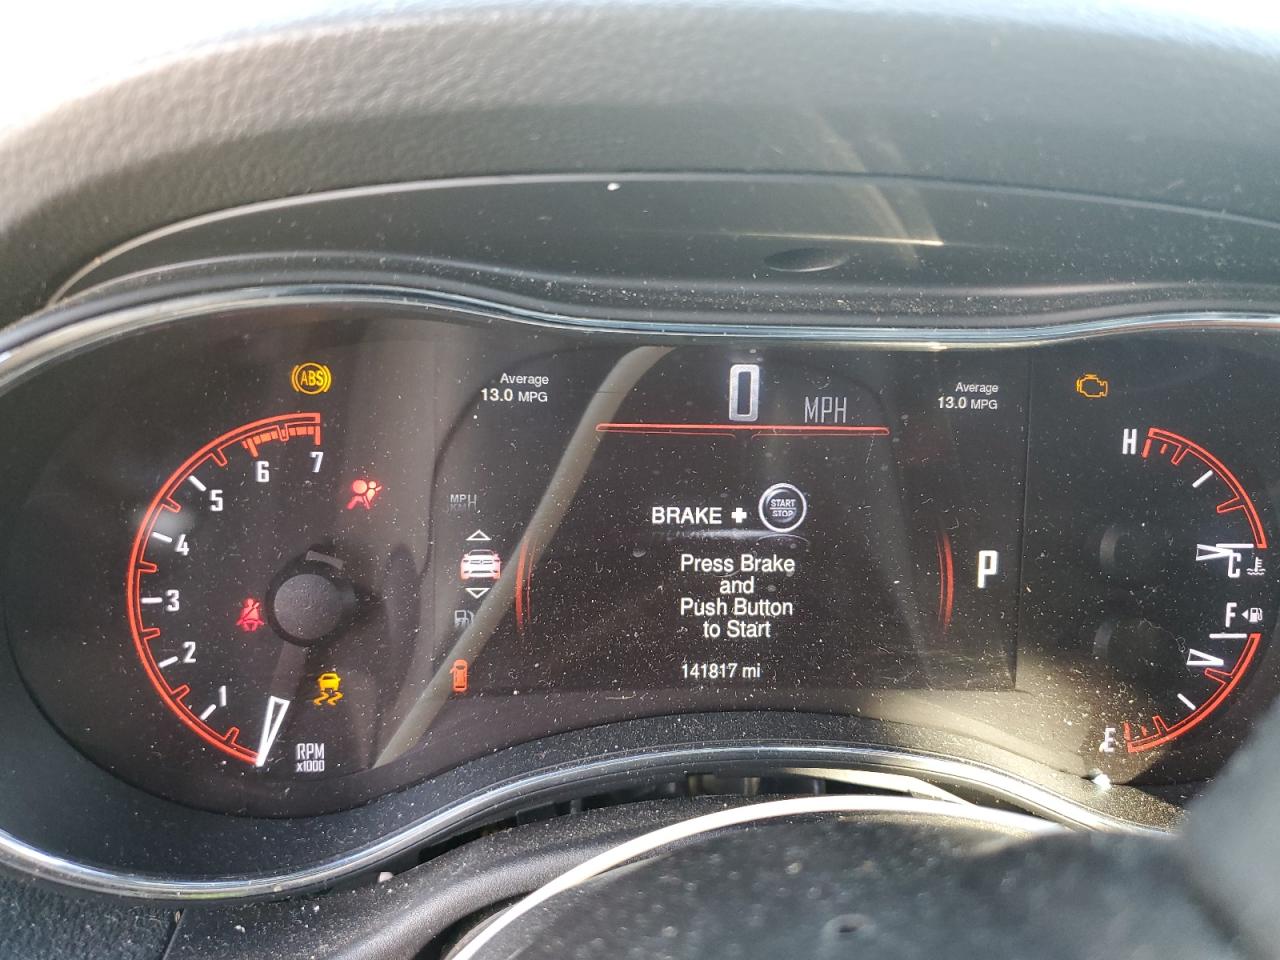 ABS
Average
13.0 MPG
0 MPH
Average
13.0 MPG
H
7
6
5
4
3
2
1
RPM
x1000
MPH
BRAKE + START
STOP
Press Brake
and
Push Button
to Start
141817 mi
P
C
F
E